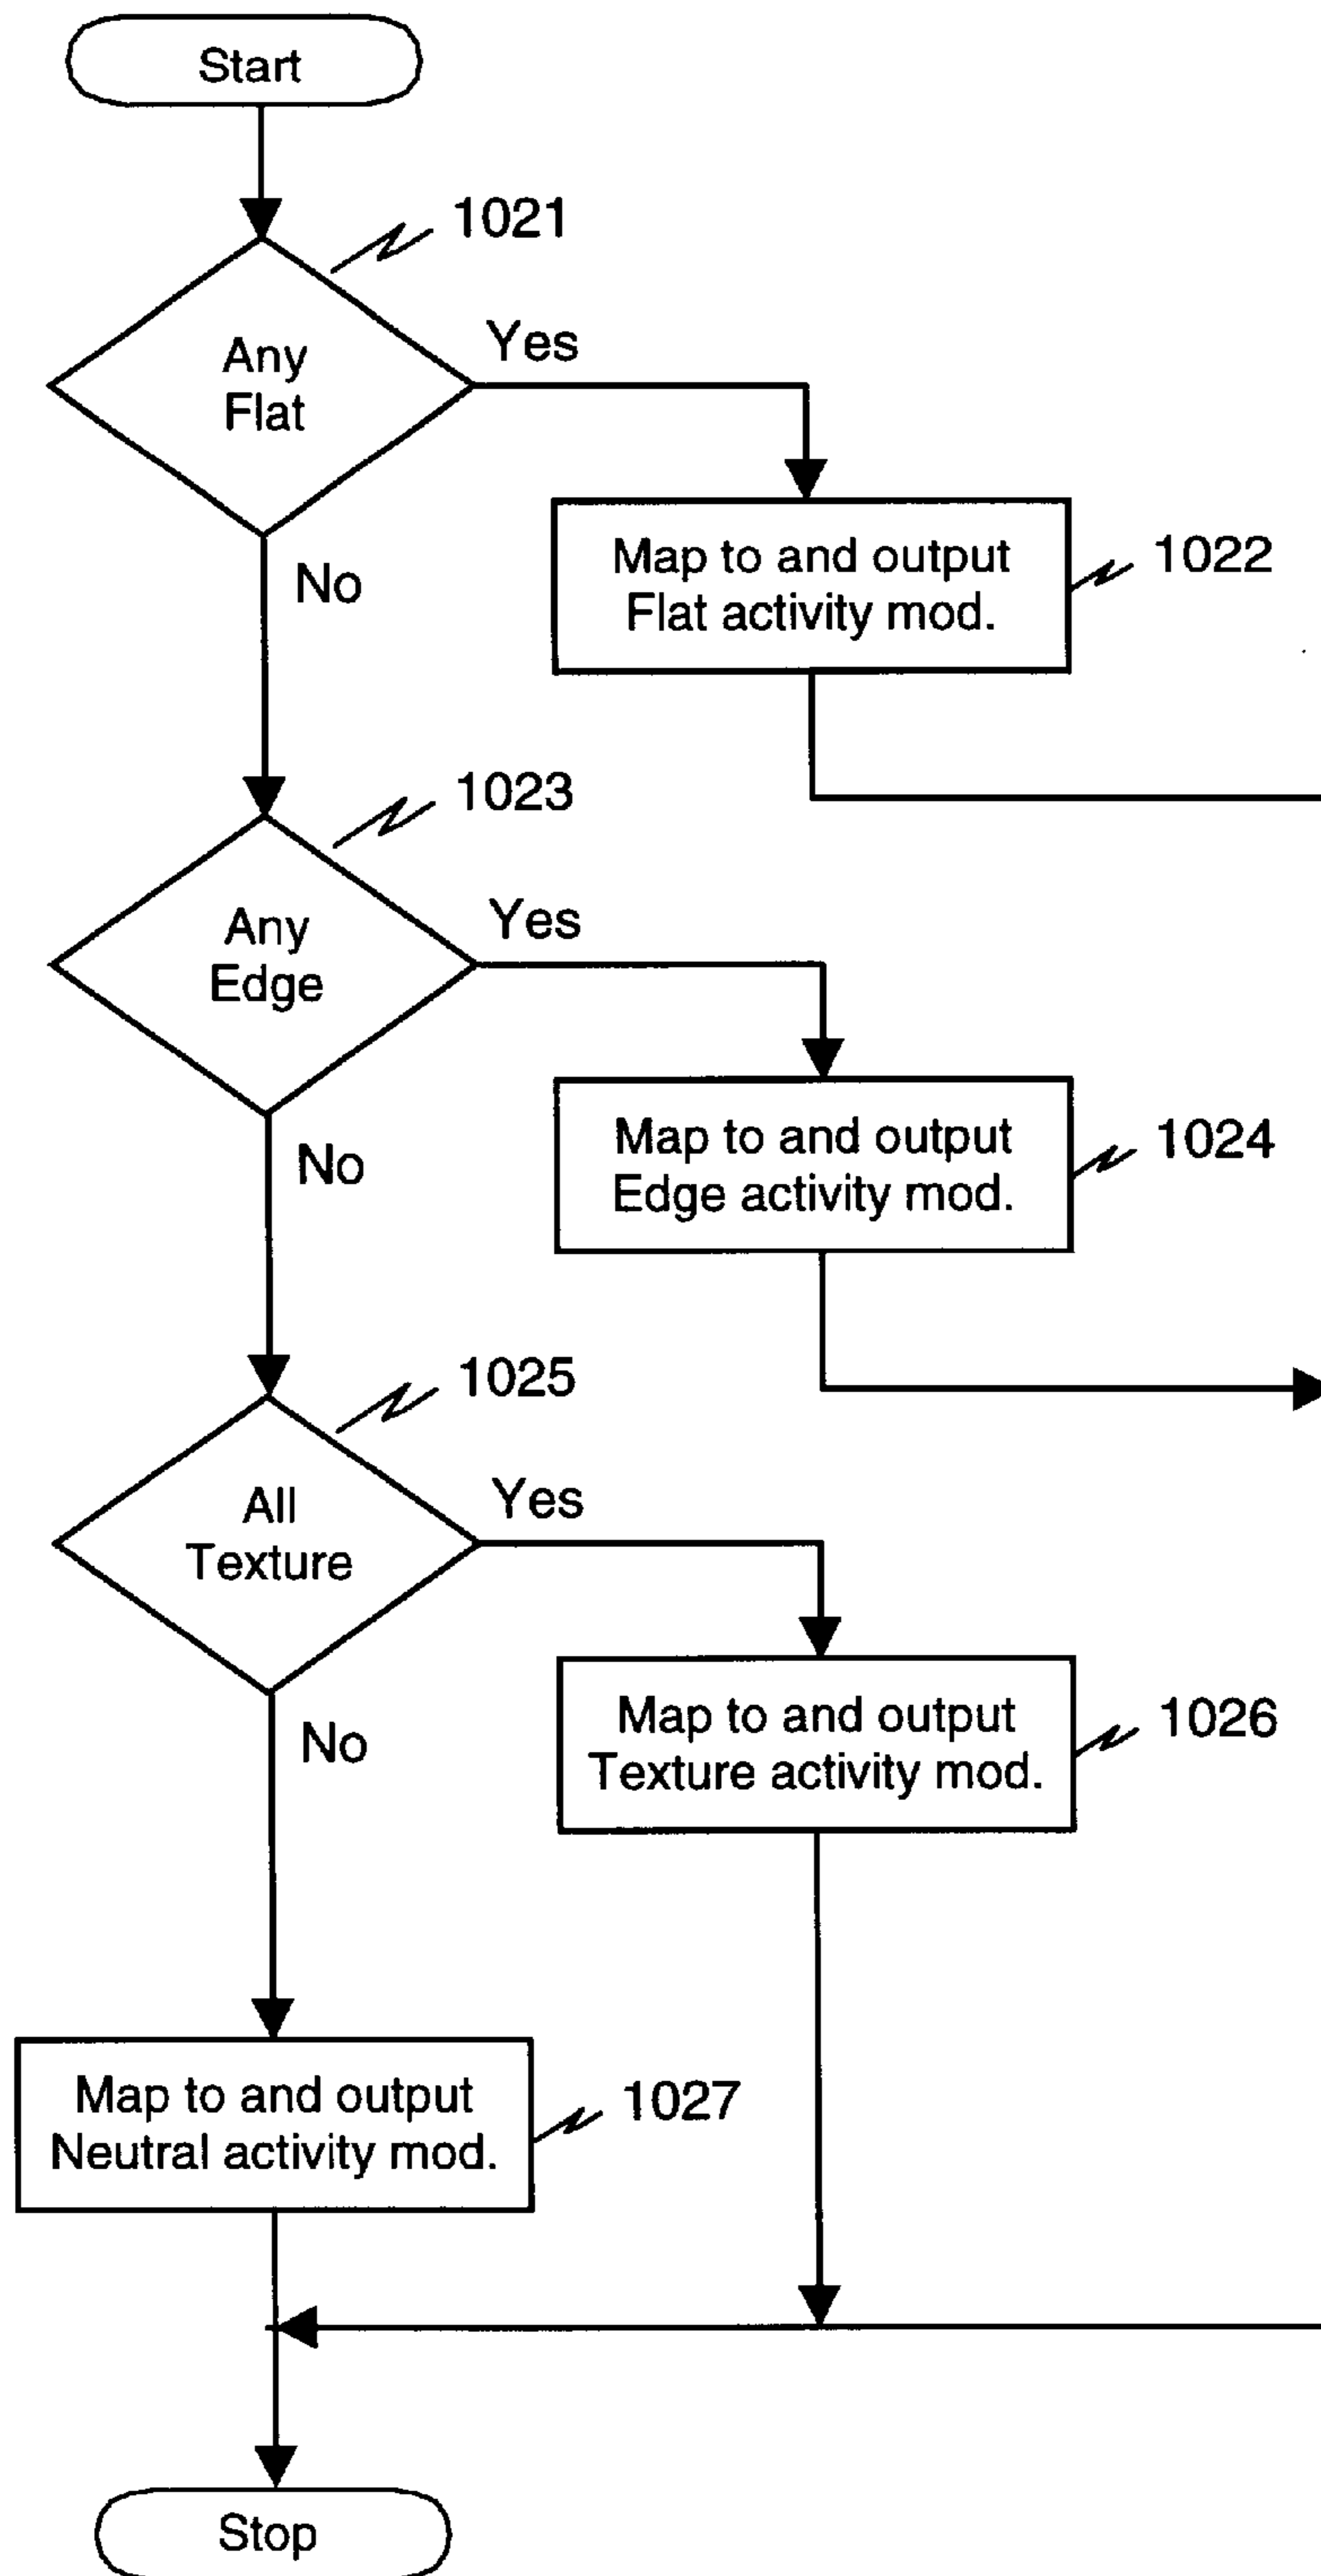 Start
1021
Any
Flat
Yes
No
Map to and output
Flat activity mod.
1022
1023
Any
Edge
Yes
No
Map to and output
Edge activity mod.
1024
1025
All
Texture
Yes
No
Map to and output
Texture activity mod.
1026
Map to and output
Neutral activity mod.
1027
Stop